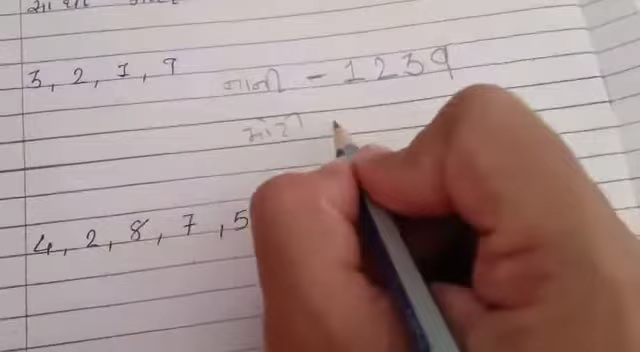 3, 2, 1, 9
નાની - 1239
મોટી
4, 2, 8, 7, 5